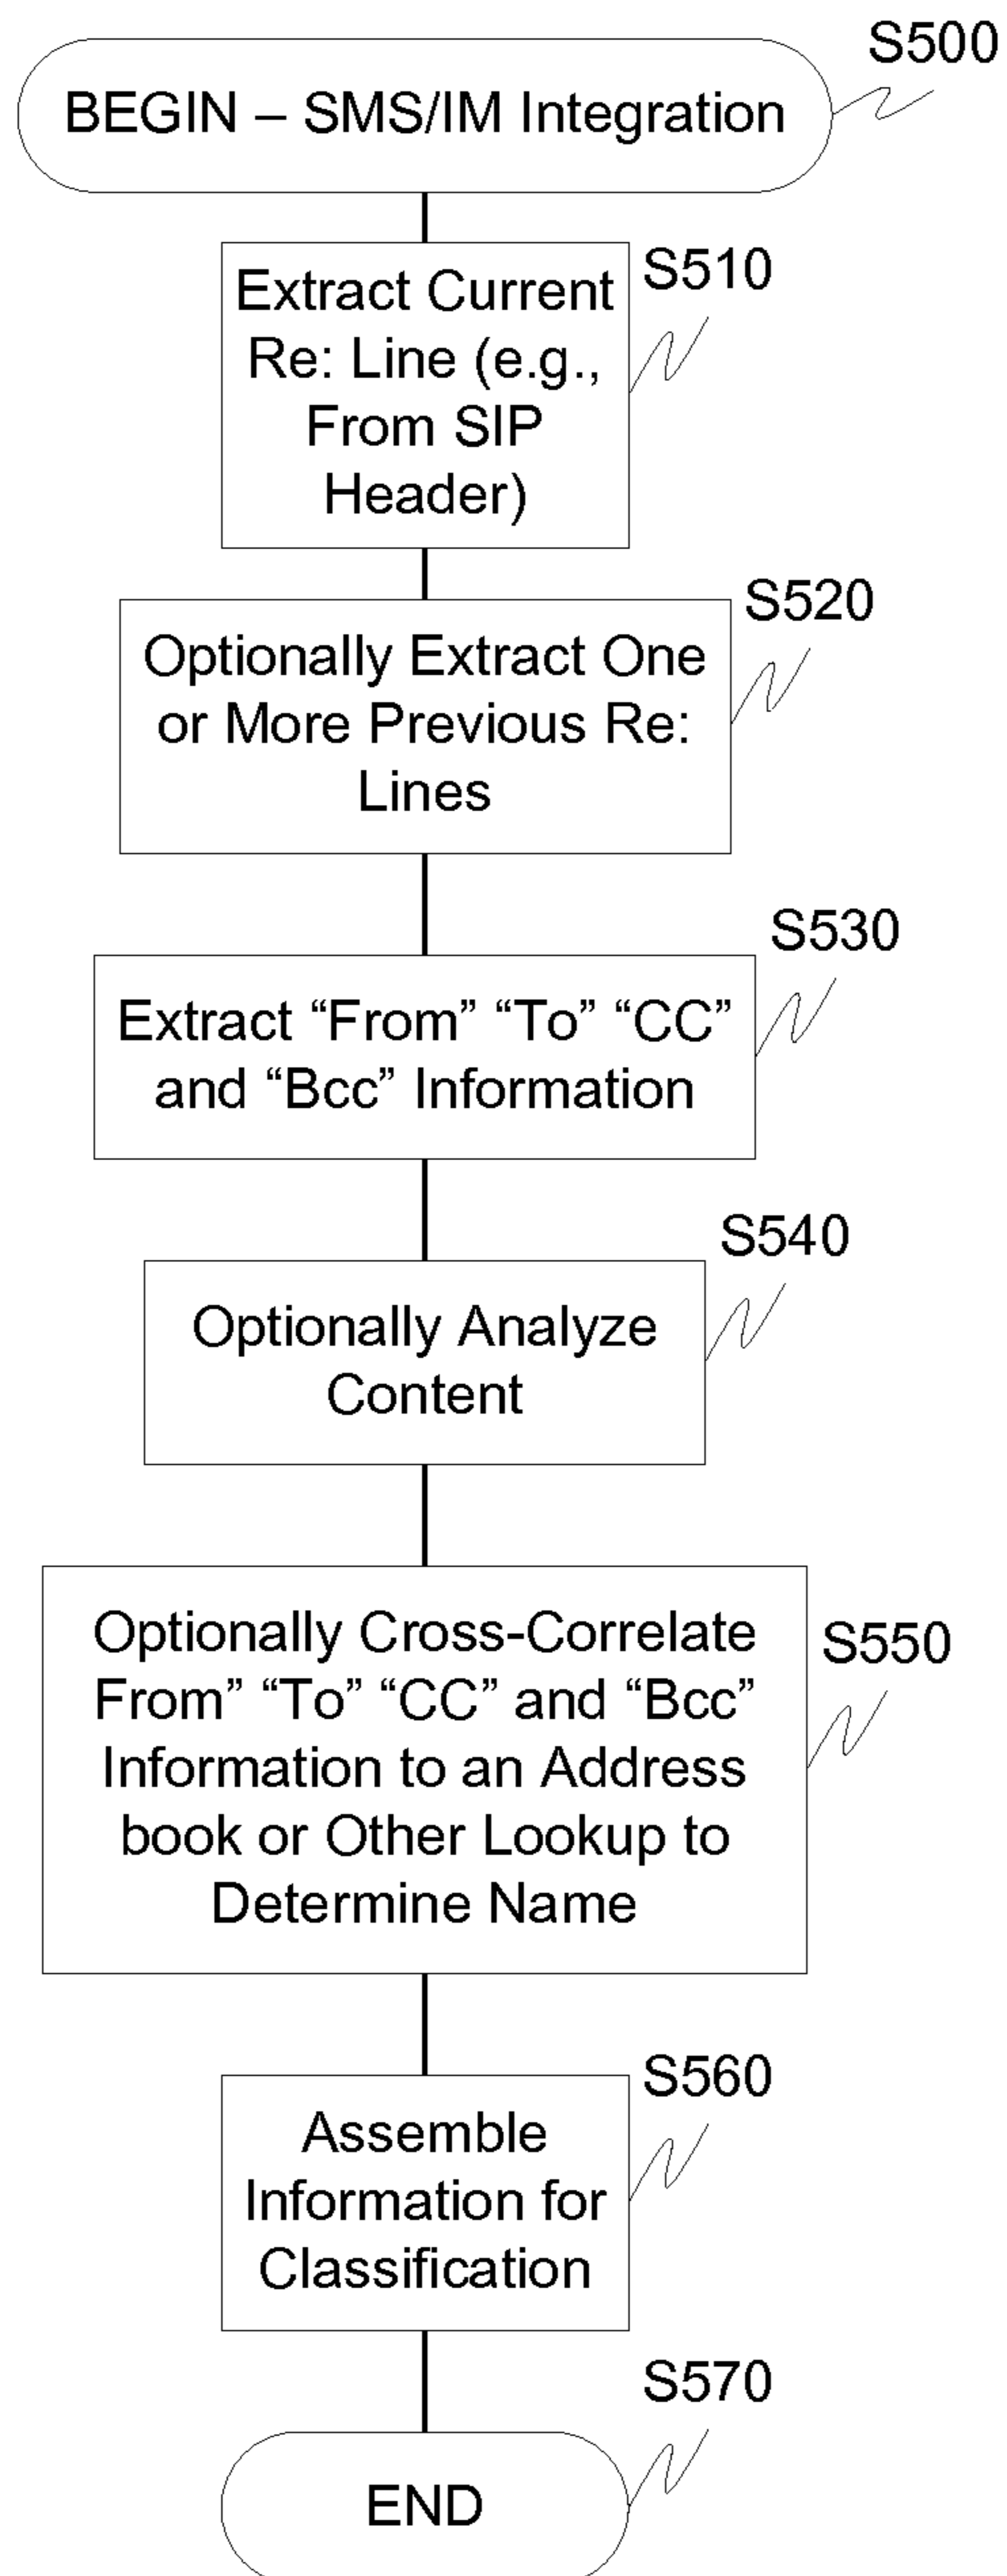 S500
BEGIN – SMS/IM Integration
S510
Extract Current
Re: Line (e.g.,
From SIP
Header)
S520
Optionally Extract One
or More Previous Re:
Lines
S530
Extract “From” “To” “CC”
and “Bcc” Information
S540
Optionally Analyze
Content
S550
Optionally Cross-Correlate
From” “To” “CC” and “Bcc”
Information to an Address
book or Other Lookup to
Determine Name
S560
Assemble
Information for
Classification
S570
END